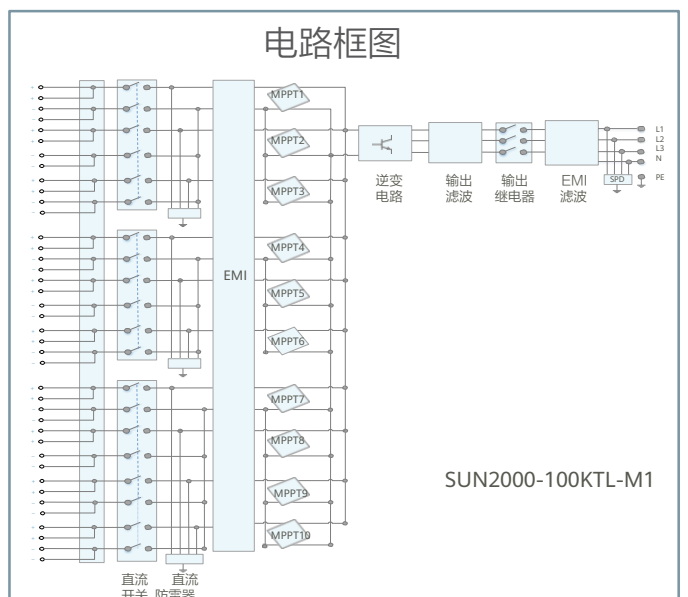 电路框图
MPPT1
MPPT2
MPPT3
MPPT4
MPPT5
MPPT6
MPPT7
MPPT8
MPPT9
MPPT10
EMI
逆变
电路
输出
滤波
输出
继电器
EMI
滤波
SPD
L1
L2
L3
N
PE
SUN2000-100KTL-M1
直流
开关
直流
防雷器